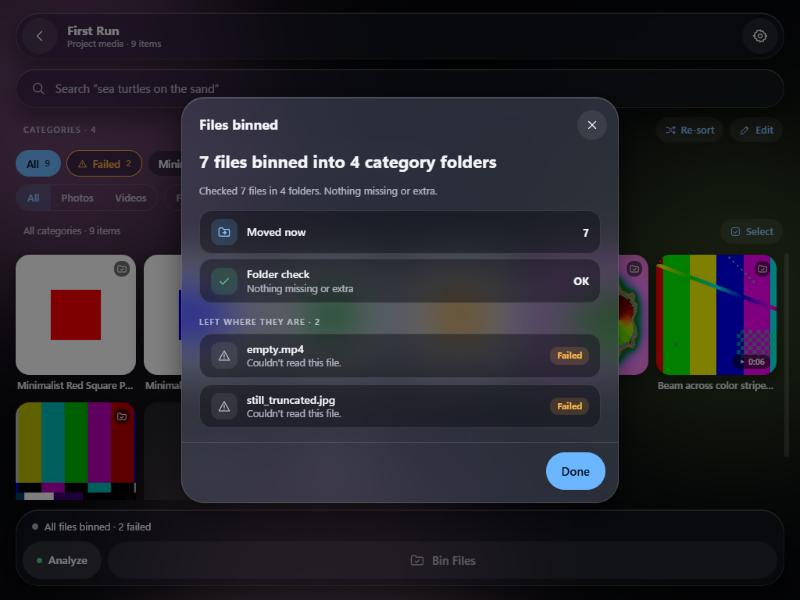 First Run
Project media · 9 items
Search "sea turtles on the sand"
CATEGORIES · 4
Re-sort
Edit
All 9
Failed 2
All
Photos
Videos
All categories · 9 items
Select
Files binned
7 files binned into 4 category folders
Checked 7 files in 4 folders. Nothing missing or extra.
Moved now
7
Folder check
Nothing missing or extra
OK
LEFT WHERE THEY ARE · 2
empty.mp4
Couldn't read this file.
Failed
still_truncated.jpg
Couldn't read this file.
Failed
Done
0:06
Minimalist Red Square P...
Beam across color stripe...
All files binned · 2 failed
Analyze
Bin Files